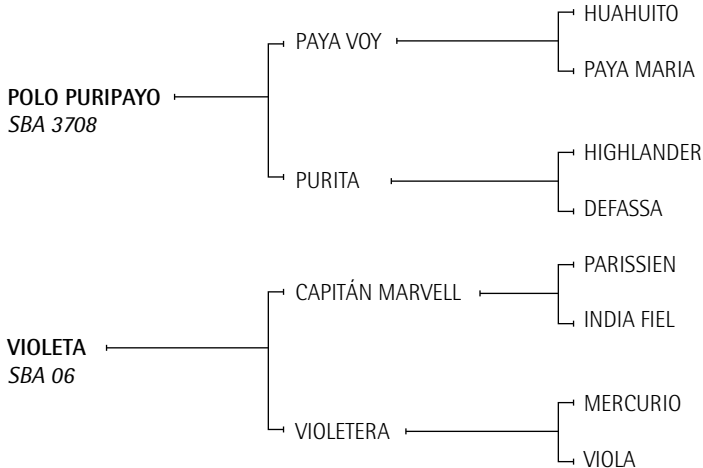 HUAHUITO
PAYA VOY
PAYA MARIA
POLO PURIPAYO
SBA 3708
HIGHLANDER
PURITA
DEFASSA
PARISSIEN
CAPITÁN MARVELL
INDIA FIEL
VIOLETA
SBA 06
MERCURIO
VIOLETERA
VIOLA